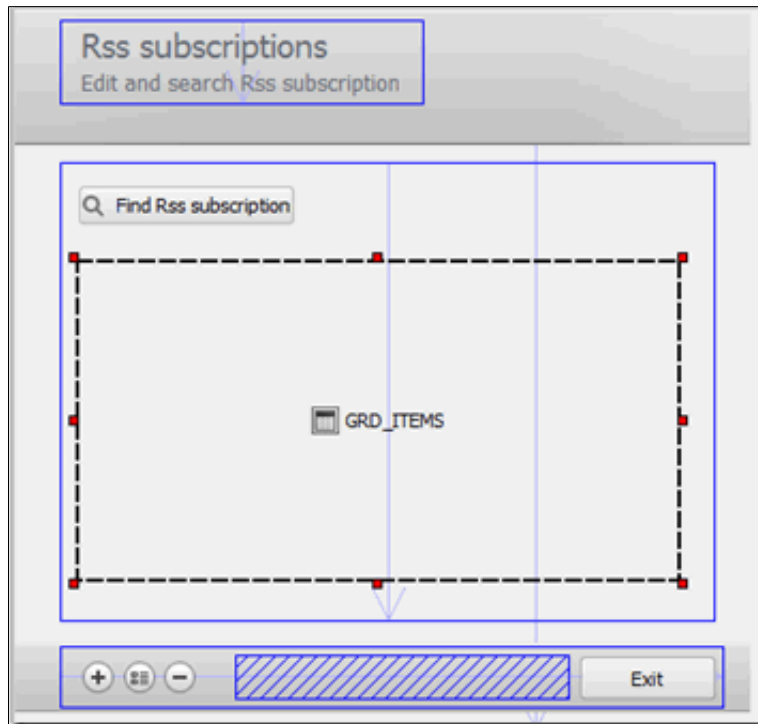 Rss subscriptions
Edit and search Rss subscription
Find Rss subscription
GRD_ITEMS
Exit